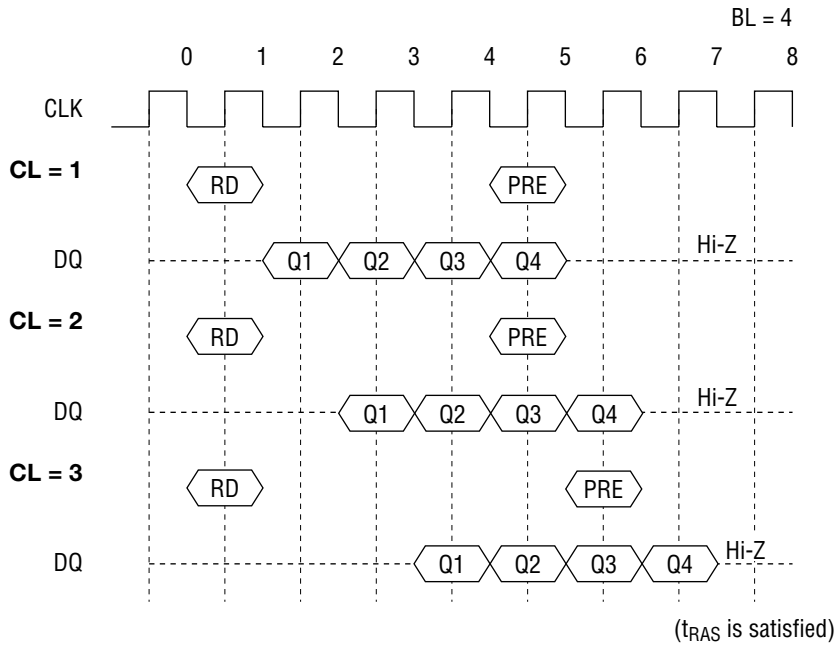 BL = 4
0 1 2 3 4 5 6 7 8
CLK
CL = 1
RD PRE
DQ Q1 Q2 Q3 Q4 Hi-Z
CL = 2
RD PRE
DQ Q1 Q2 Q3 Q4 Hi-Z
CL = 3
RD PRE
DQ Q1 Q2 Q3 Q4 Hi-Z
(tRAS is satisfied)